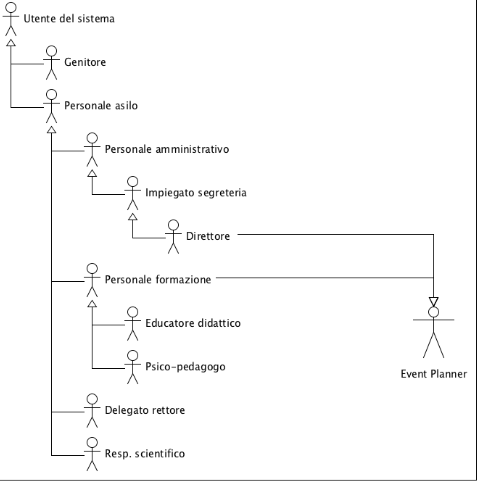 Utente del sistema
Genitore
Personale asilo
Personale amministrativo
Impiegato segreteria
Direttore
Personale formazione
Educatore didattico
Psico-pedagogo
Event Planner
Delegato rettore
Resp. scientifico